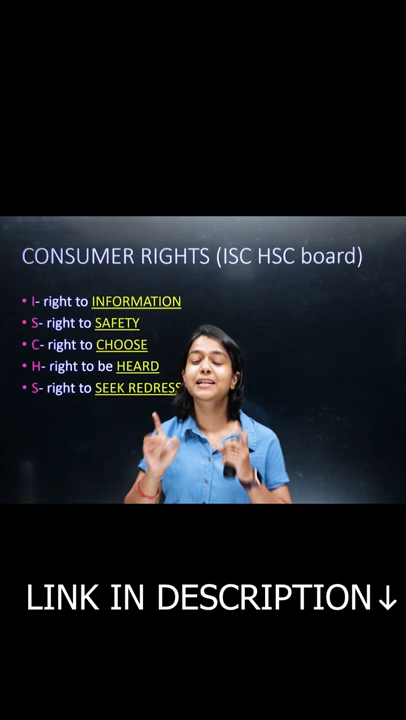 CONSUMER RIGHTS (ISC HSC board)
• I- right to INFORMATION
• S- right to SAFETY
• C- right to CHOOSE
• H- right to be HEARD
• S- right to SEEK REDRESS
LINK IN DESCRIPTION↓